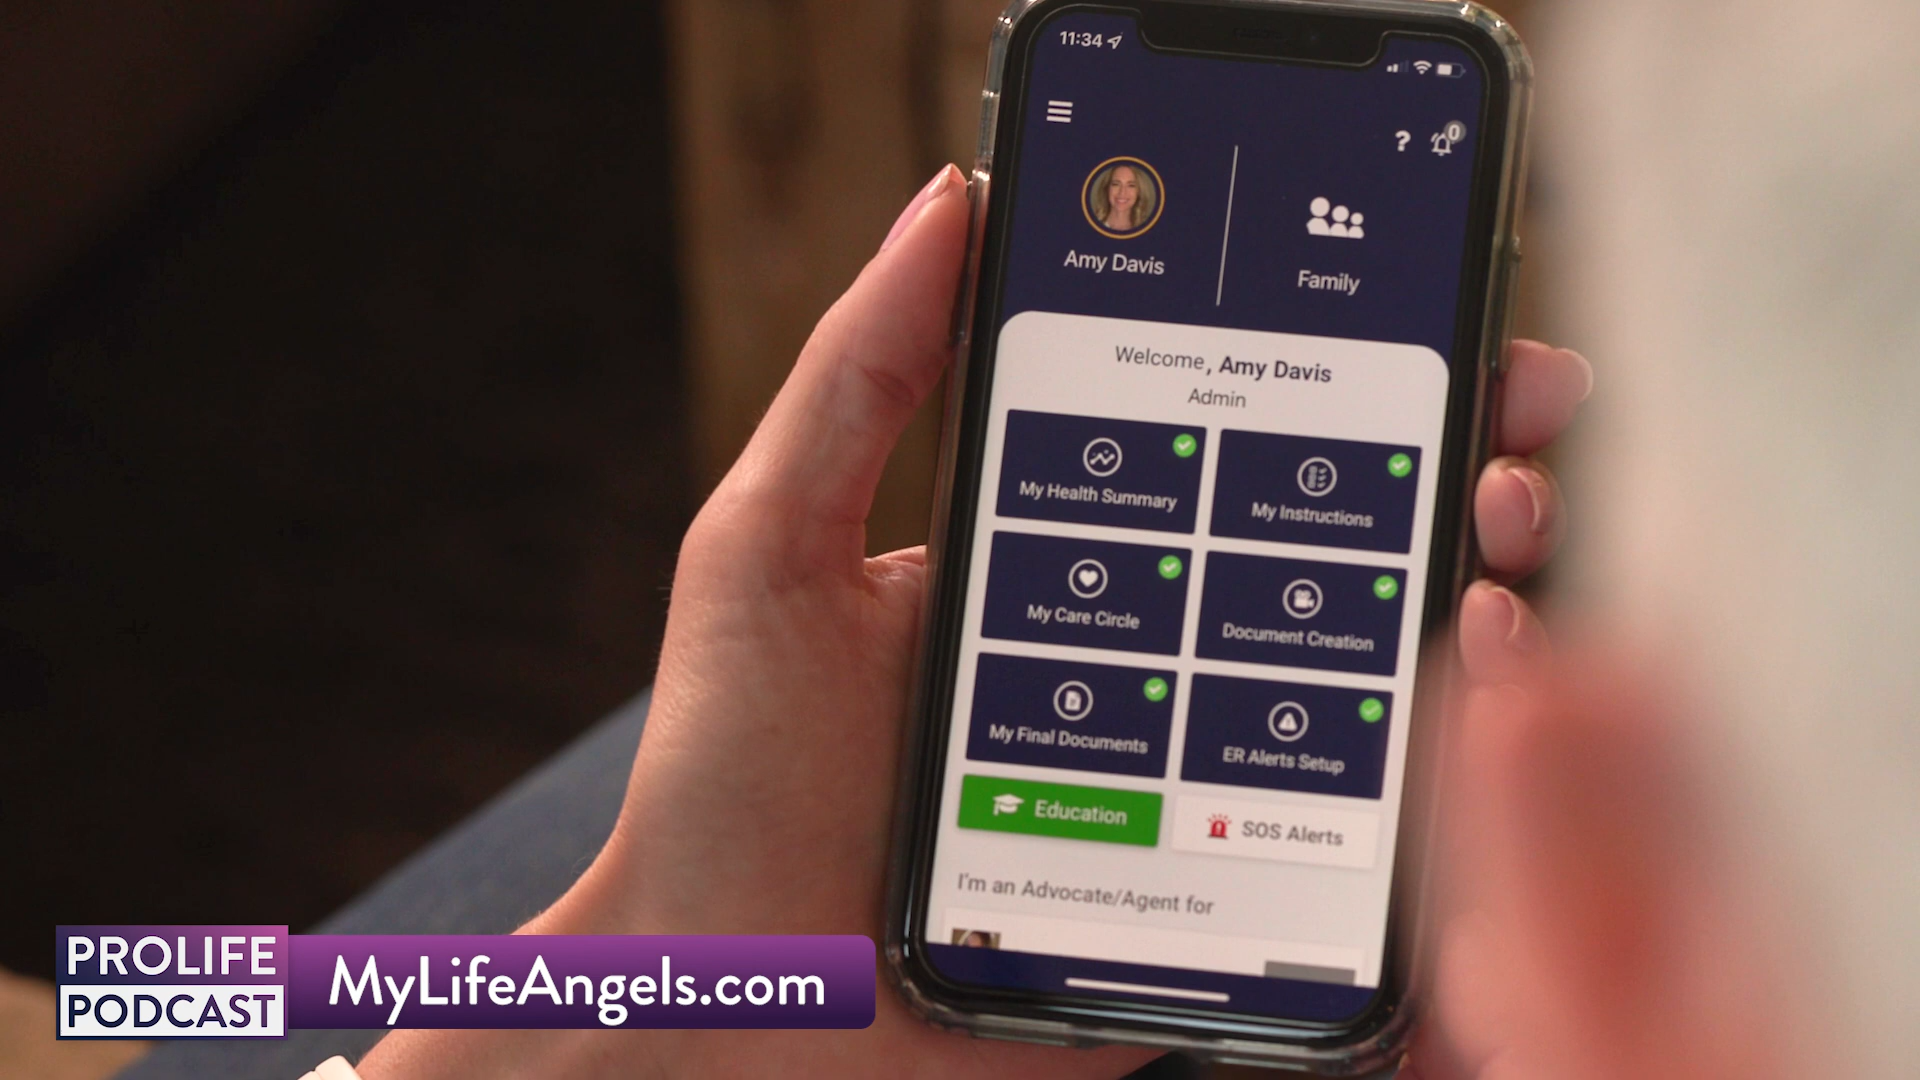 11:34
?
0
Amy Davis
Family
Welcome, Amy Davis
Admin
My Health Summary
My Instructions
My Care Circle
Document Creation
My Final Documents
ER Alerts Setup
Education
SOS Alerts
I'm an Advocate/Agent for
PROLIFE
PODCAST
MyLifeAngels.com